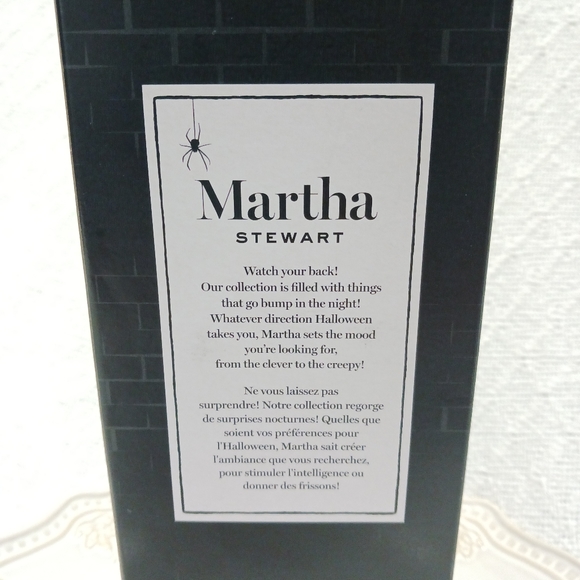 Martha
STEWART
Watch your back!
Our collection is filled with things
that go bump in the night!
Whatever direction Halloween
takes you, Martha sets the mood
you're looking for,
from the clever to the creepy!
Ne vous laissez pas
surprendre! Notre collection regorge
de surprises nocturnes! Quelles que
soient vos préférences pour
l'Halloween, Martha sait créer
l'ambiance que vous recherchez,
pour stimuler l'intelligence ou
donner des frissons!